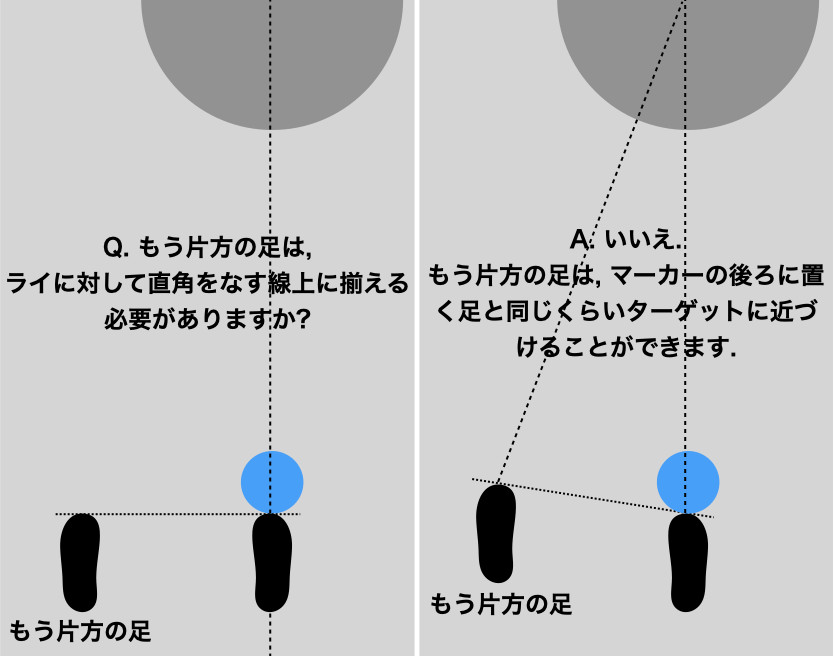 Q. もう片方の足は,
ライに対して直角をなす線上に揃える
必要がありますか?
もう片方の足
A. いいえ.
もう片方の足は, マーカーの後ろに置
く足と同じくらいターゲットに近づ
けることができます.
もう片方の足